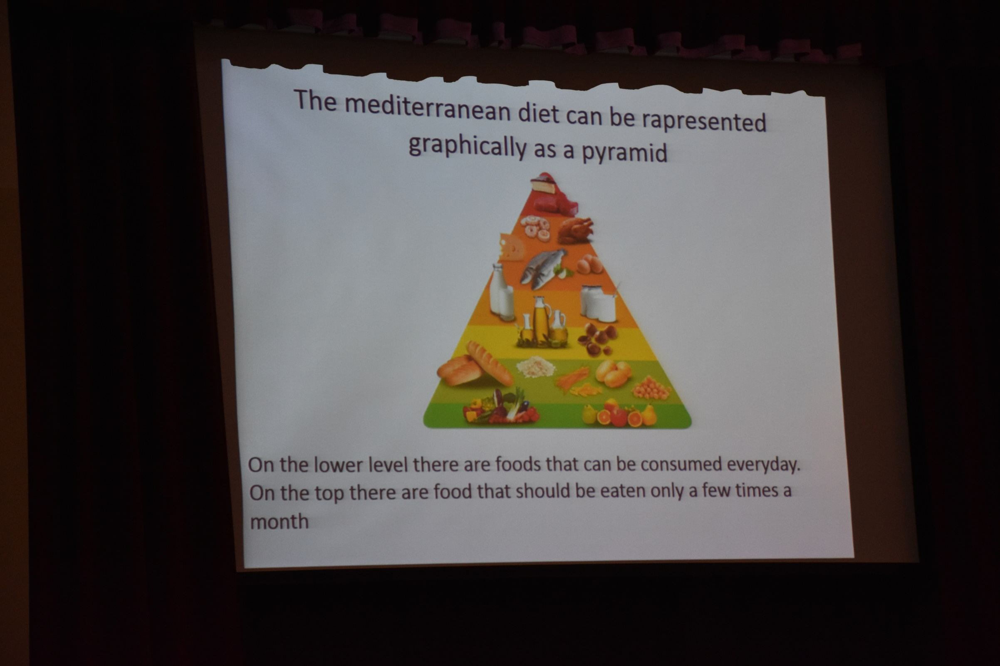 The mediterranean diet can be rapresented
graphically as a pyramid
On the lower level there are foods that can be consumed everyday.
On the top there are food that should be eaten only a few times a
month